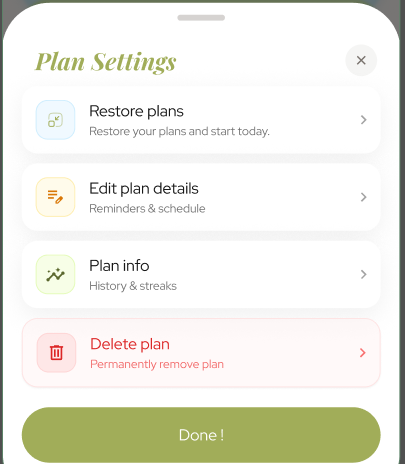 Plan Settings
Restore plans
Restore your plans and start today.
Edit plan details
Reminders & schedule
Plan info
History & streaks
Delete plan
Permanently remove plan
Done !